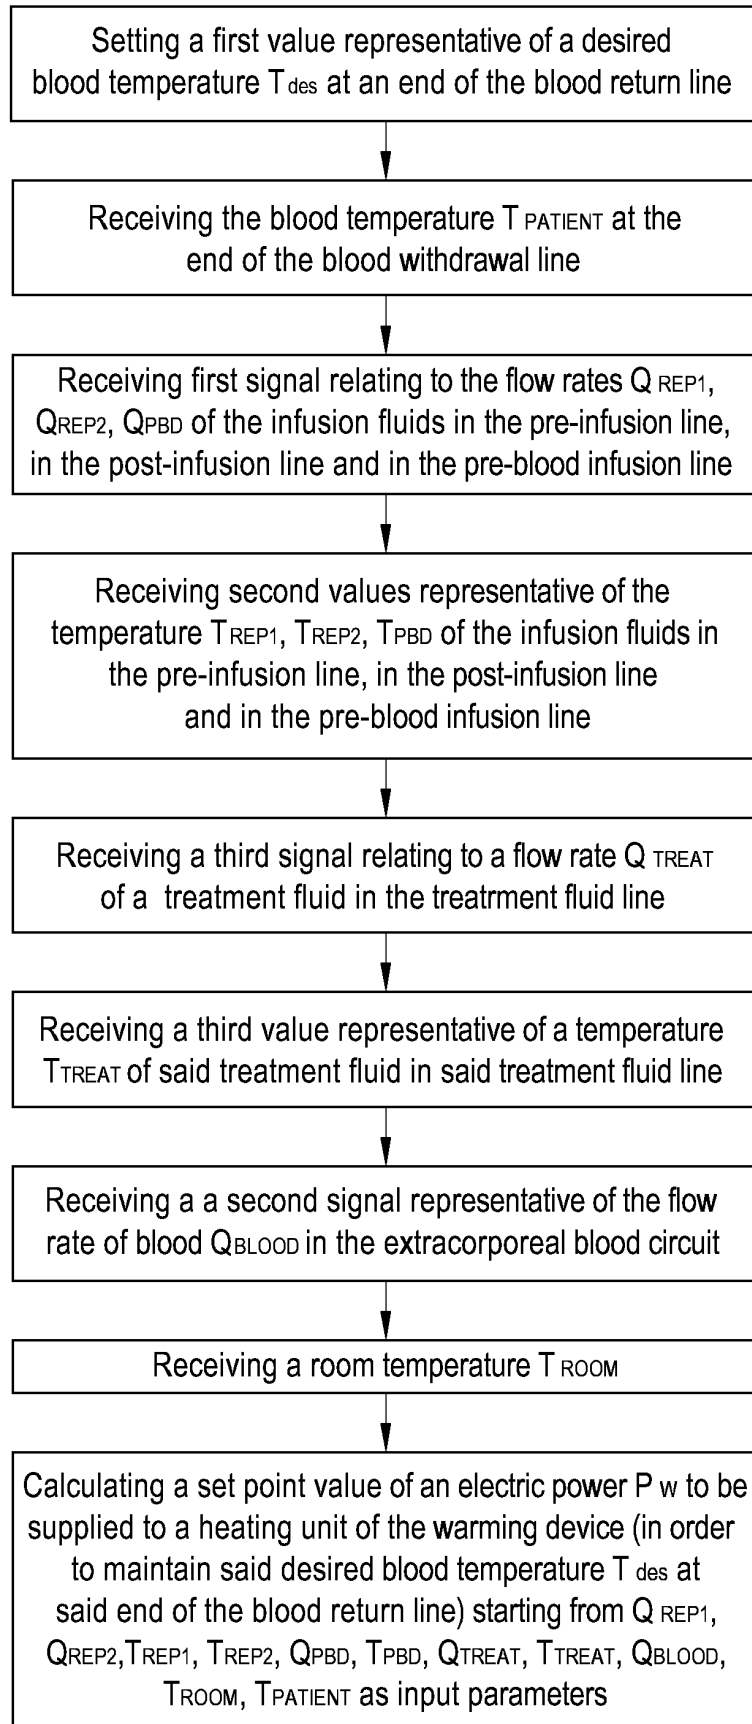 Setting a first value representative of a desired
blood temperature Tdes at an end of the blood return line
Receiving the blood temperature T PATIENT at the
end of the blood withdrawal line
Receiving first signal relating to the flow rates Q REP1,
QREP2, QPBD of the infusion fluids in the pre-infusion line,
in the post-infusion line and in the pre-blood infusion line
Receiving second values representative of the
temperature TREP1, TREP2, TPBD of the infusion fluids in
the pre-infusion line, in the post-infusion line
and in the pre-blood infusion line
Receiving a third signal relating to a flow rate Q TREAT
of a treatment fluid in the treatrment fluid line
Receiving a third value representative of a temperature
TTREAT of said treatment fluid in said treatment fluid line
Receiving a a second signal representative of the flow
rate of blood QBLOOD in the extracorporeal blood circuit
Receiving a room temperature T ROOM
Calculating a set point value of an electric power P w to be
supplied to a heating unit of the warming device (in order
to maintain said desired blood temperature T des at
said end of the blood return line) starting from Q REP1,
QREP2,TREP1, TREP2, QPBD, TPBD, QTREAT, TTREAT, QBLOOD,
TROOM, TPATIENT as input parameters